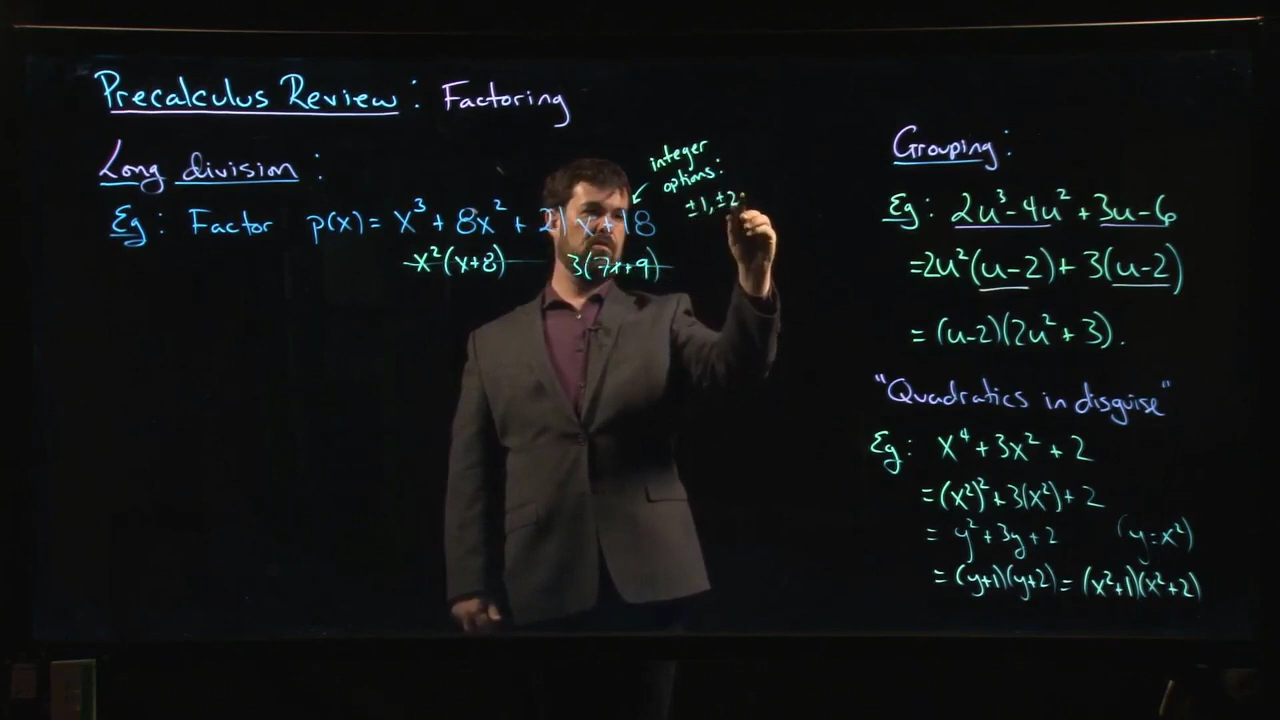 Precalculus Review: Factoring
Long division:
Eg: Factor p(x) = x³ + 8x² + 21x + 18
x²(x+8) 3(7x+9)
integer
options:
±1, ±2
Grouping:
Eg: 2u³-4u² + 3u-6
=2u²(u-2) + 3(u-2)
= (u-2)(2u² + 3).
"Quadratics in disguise"
Eg: x⁴ + 3x² + 2
= (x²)² + 3(x²) + 2
= y² + 3y + 2 (y=x²)
= (y+1)(y+2) = (x²+1)(x²+2)